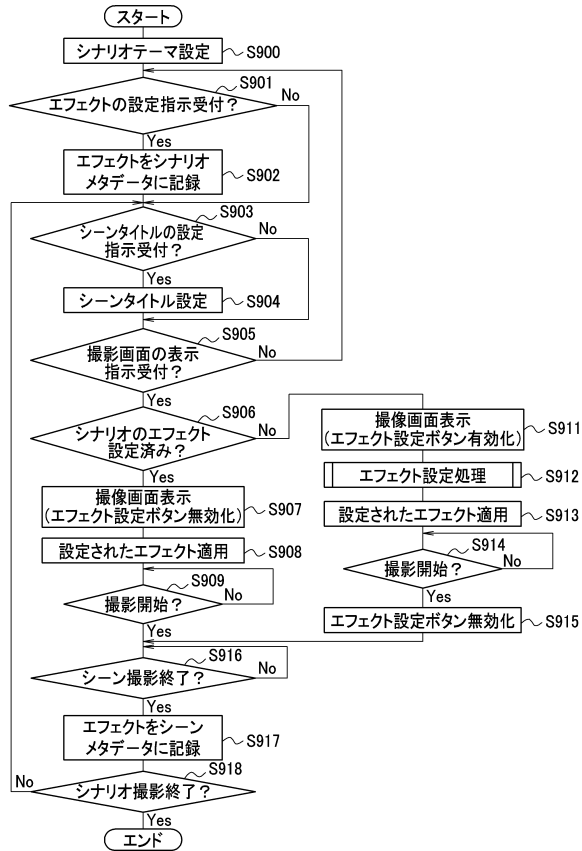 スタート
シナリオテーマ設定
S900
S901
エフェクトの設定指示受付？
No
Yes
エフェクトをシナリオ
メタデータに記録
S902
S903
シーンタイトルの設定
指示受付？
No
Yes
シーンタイトル設定
S904
S905
撮影画面の表示
指示受付？
No
Yes
S906
シナリオのエフェクト
設定済み？
No
Yes
撮像画面表示
(エフェクト設定ボタン無効化)
S907
設定されたエフェクト適用
S908
S909
撮影開始？
No
Yes
撮像画面表示
(エフェクト設定ボタン有効化)
S911
エフェクト設定処理
S912
設定されたエフェクト適用
S913
S914
撮影開始？
No
Yes
エフェクト設定ボタン無効化
S915
S916
シーン撮影終了？
No
Yes
エフェクトをシーン
メタデータに記録
S917
S918
No
シナリオ撮影終了？
Yes
エンド